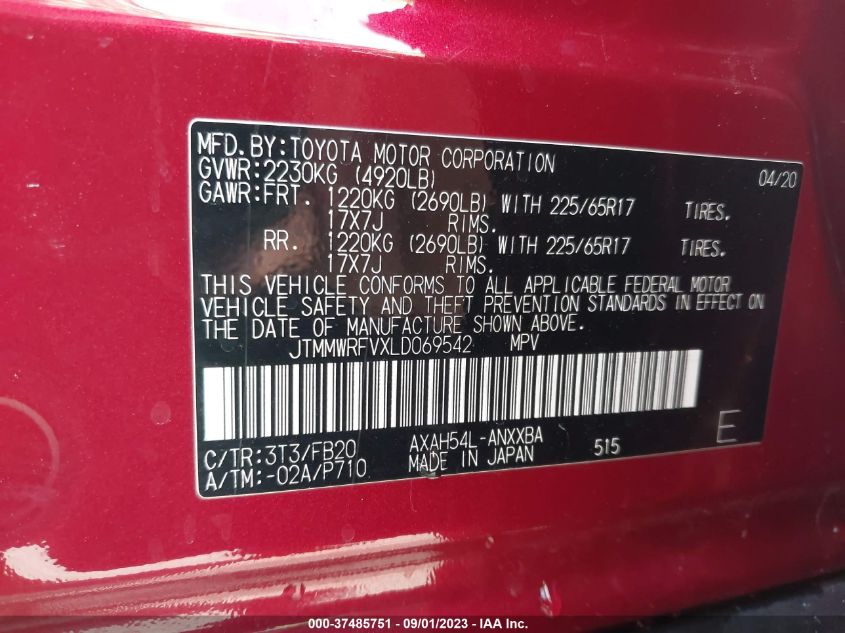 MFD.BY:TOYOTA MOTOR CORPORATION 04/20
GVWR:2230KG (4920LB)
GAWR:FRT. 1220KG (2690LB) WITH 225/65R17 TIRES.
17X7J RIMS.
RR. 1220KG (2690LB) WITH 225/65R17 TIRES.
17X7J RIMS.
THIS VEHICLE CONFORMS TO ALL APPLICABLE FEDERAL MOTOR
VEHICLE SAFETY AND THEFT PREVENTION STANDARDS IN EFFECT ON
THE DATE OF MANUFACTURE SHOWN ABOVE.
JTMMWRFVXLD069542 MPV
C/TR:3T3/FB20 AXAH54L-ANXXBA 515 E
A/TM:-02A/P710 MADE IN JAPAN
000-37485751 - 09/01/2023 - IAA Inc.